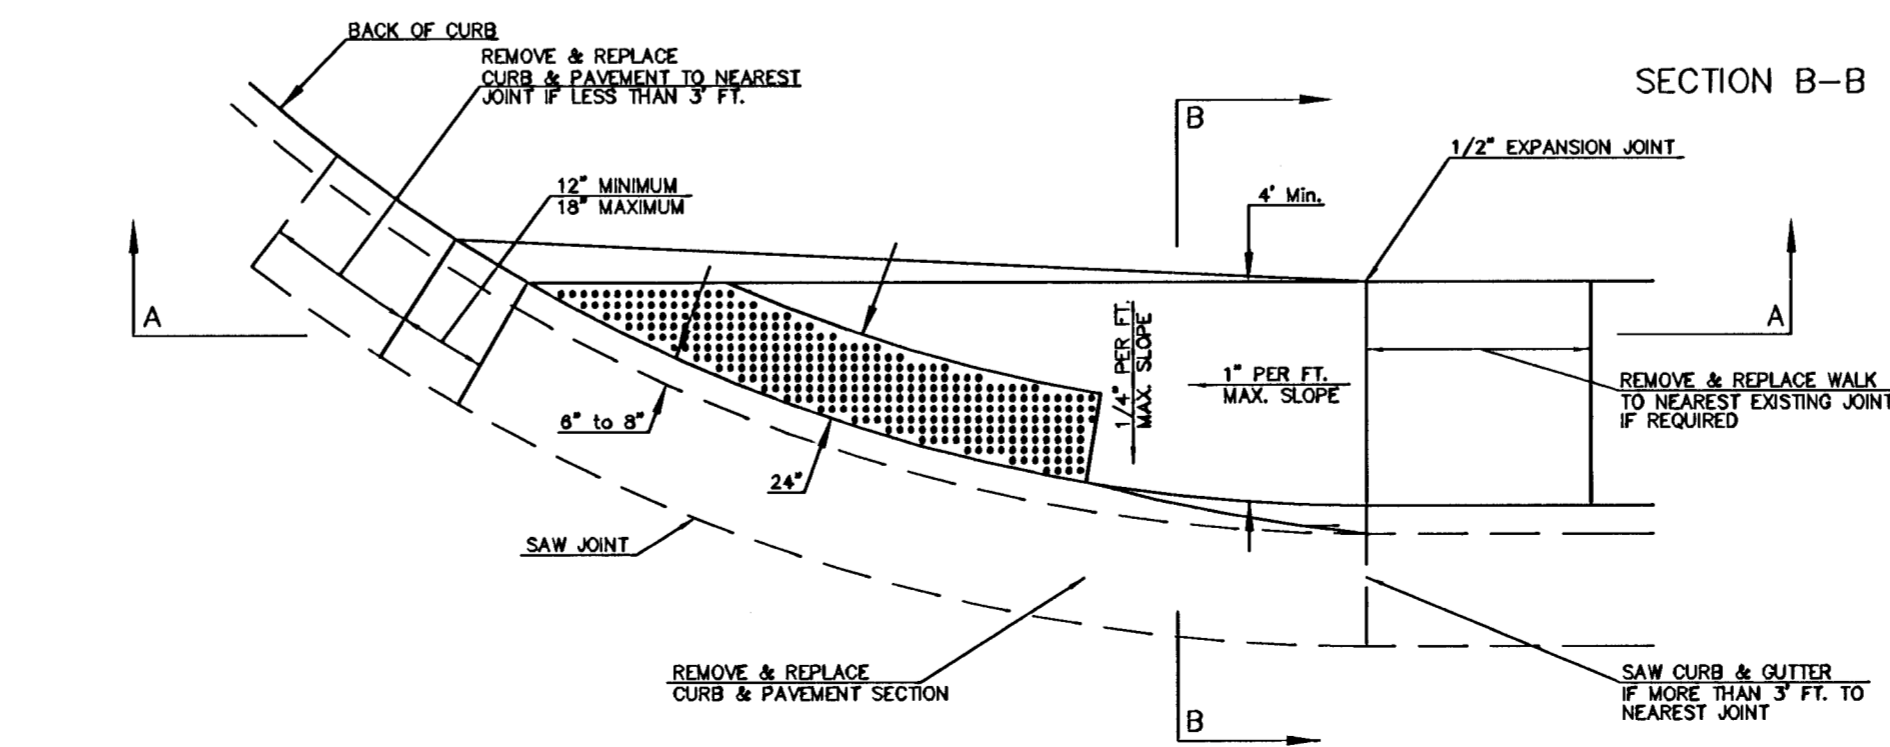 BACK OF CURB
REMOVE & REPLACE
CURB & PAVEMENT TO NEAREST
JOINT IF LESS THAN 3' FT.
SECTION B-B
B
1/2" EXPANSION JOINT
12" MINIMUM
18" MAXIMUM
4' Min.
A
A
1/4" PER FT.
MAX. SLOPE
1" PER FT.
MAX. SLOPE
REMOVE & REPLACE WALK
TO NEAREST EXISTING JOINT
IF REQUIRED
6" to 8"
24"
SAW JOINT
REMOVE & REPLACE
CURB & PAVEMENT SECTION
SAW CURB & GUTTER
IF MORE THAN 3' FT. TO
NEAREST JOINT
B